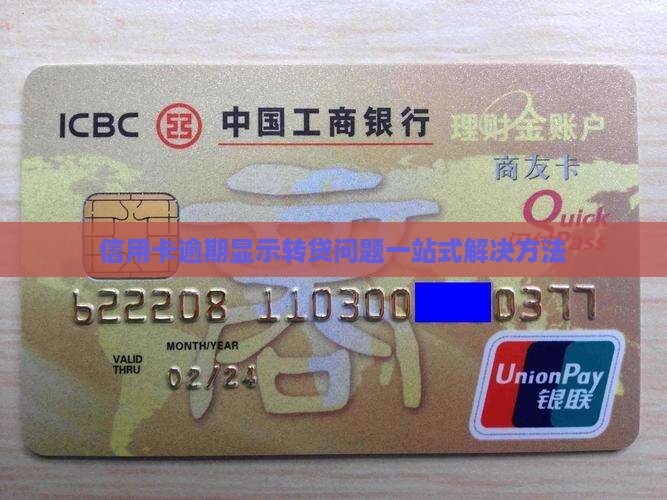 ICBC 中国工商银行 理财金账户
商友卡
Quick
Pass
信用卡逾期显示转贷问题一站式解决方法
622208 110300 0377
MONTH/YEAR
VALID THRU
02/24
UnionPay
银联